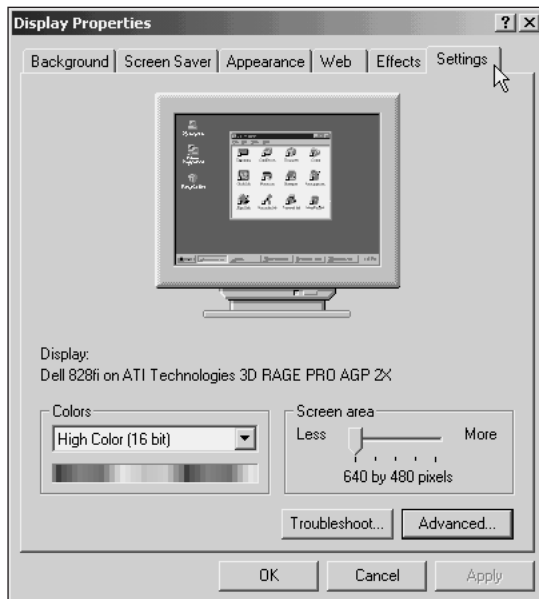 Display Properties
Background Screen Saver Appearance Web Effects Settings
Display:
Dell 828fi on ATI Technologies 3D RAGE PRO AGP 2X
Colors
High Color (16 bit)
Screen area
Less More
640 by 480 pixels
Troubleshoot... Advanced...
OK Cancel Apply